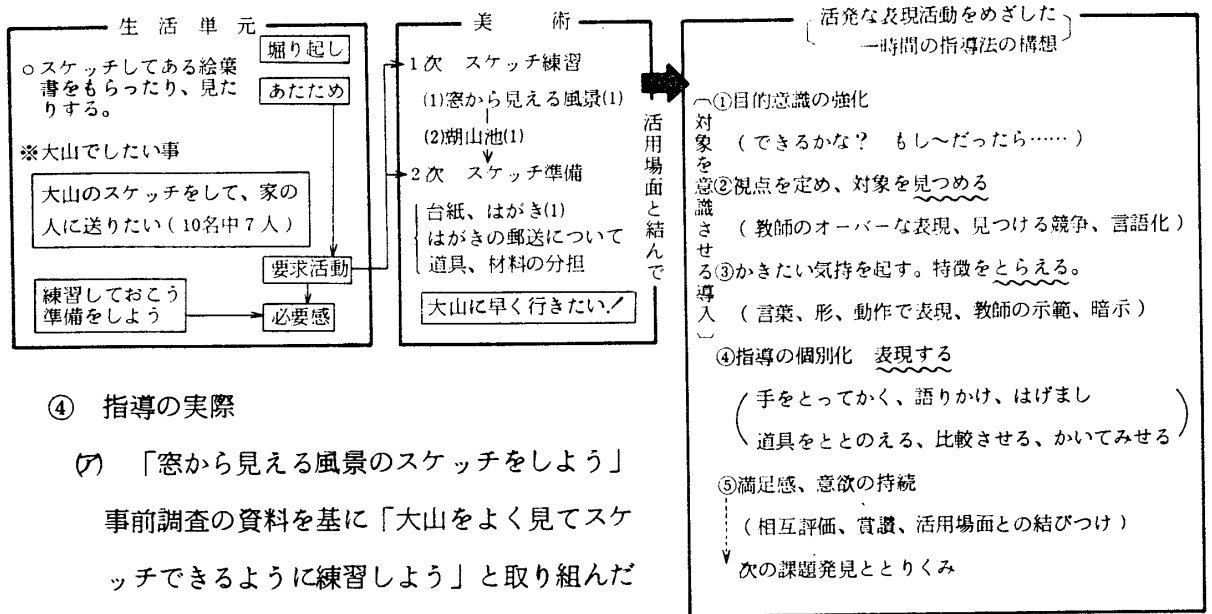 生活単元
堀り起し
○スケッチしてある絵葉
書をもらったり、見た
りする。
あたため
※大山でしたい事
大山のスケッチをして、家の
人に送りたい(10名中7人)
要求活動
練習しておこう
準備をしよう
必要感
美術
1次 スケッチ練習
(1)窓から見える風景(1)
(2)湖山池(1)
2次 スケッチ準備
台紙、はがき(1)
はがきの郵送について
道具、材料の分担
大山に早く行きたい!
活用場面と結んで
活発な表現活動をめざした
一時間の指導法の構想
〔対象を意識させる導入〕
①目的意識の強化
(できるかな? もし~だったら……)
②視点を定め、対象を見つめる
(教師のオーバーな表現、見つける競争、言語化)
③かきたい気持を起す。特徴をとらえる。
(言葉、形、動作で表現、教師の示範、暗示)
④指導の個別化 表現する
(手をとってかく、語りかけ、はげまし
道具をととのえる、比較させる、かいてみせる)
⑤満足感、意欲の持続
(相互評価、賞讃、活用場面との結びつけ)
次の課題発見ととりくみ
④ 指導の実際
(ア) 「窓から見える風景のスケッチをしよう」
事前調査の資料を基に「大山をよく見てスケ
ッチできるように練習しよう」と取り組んだ